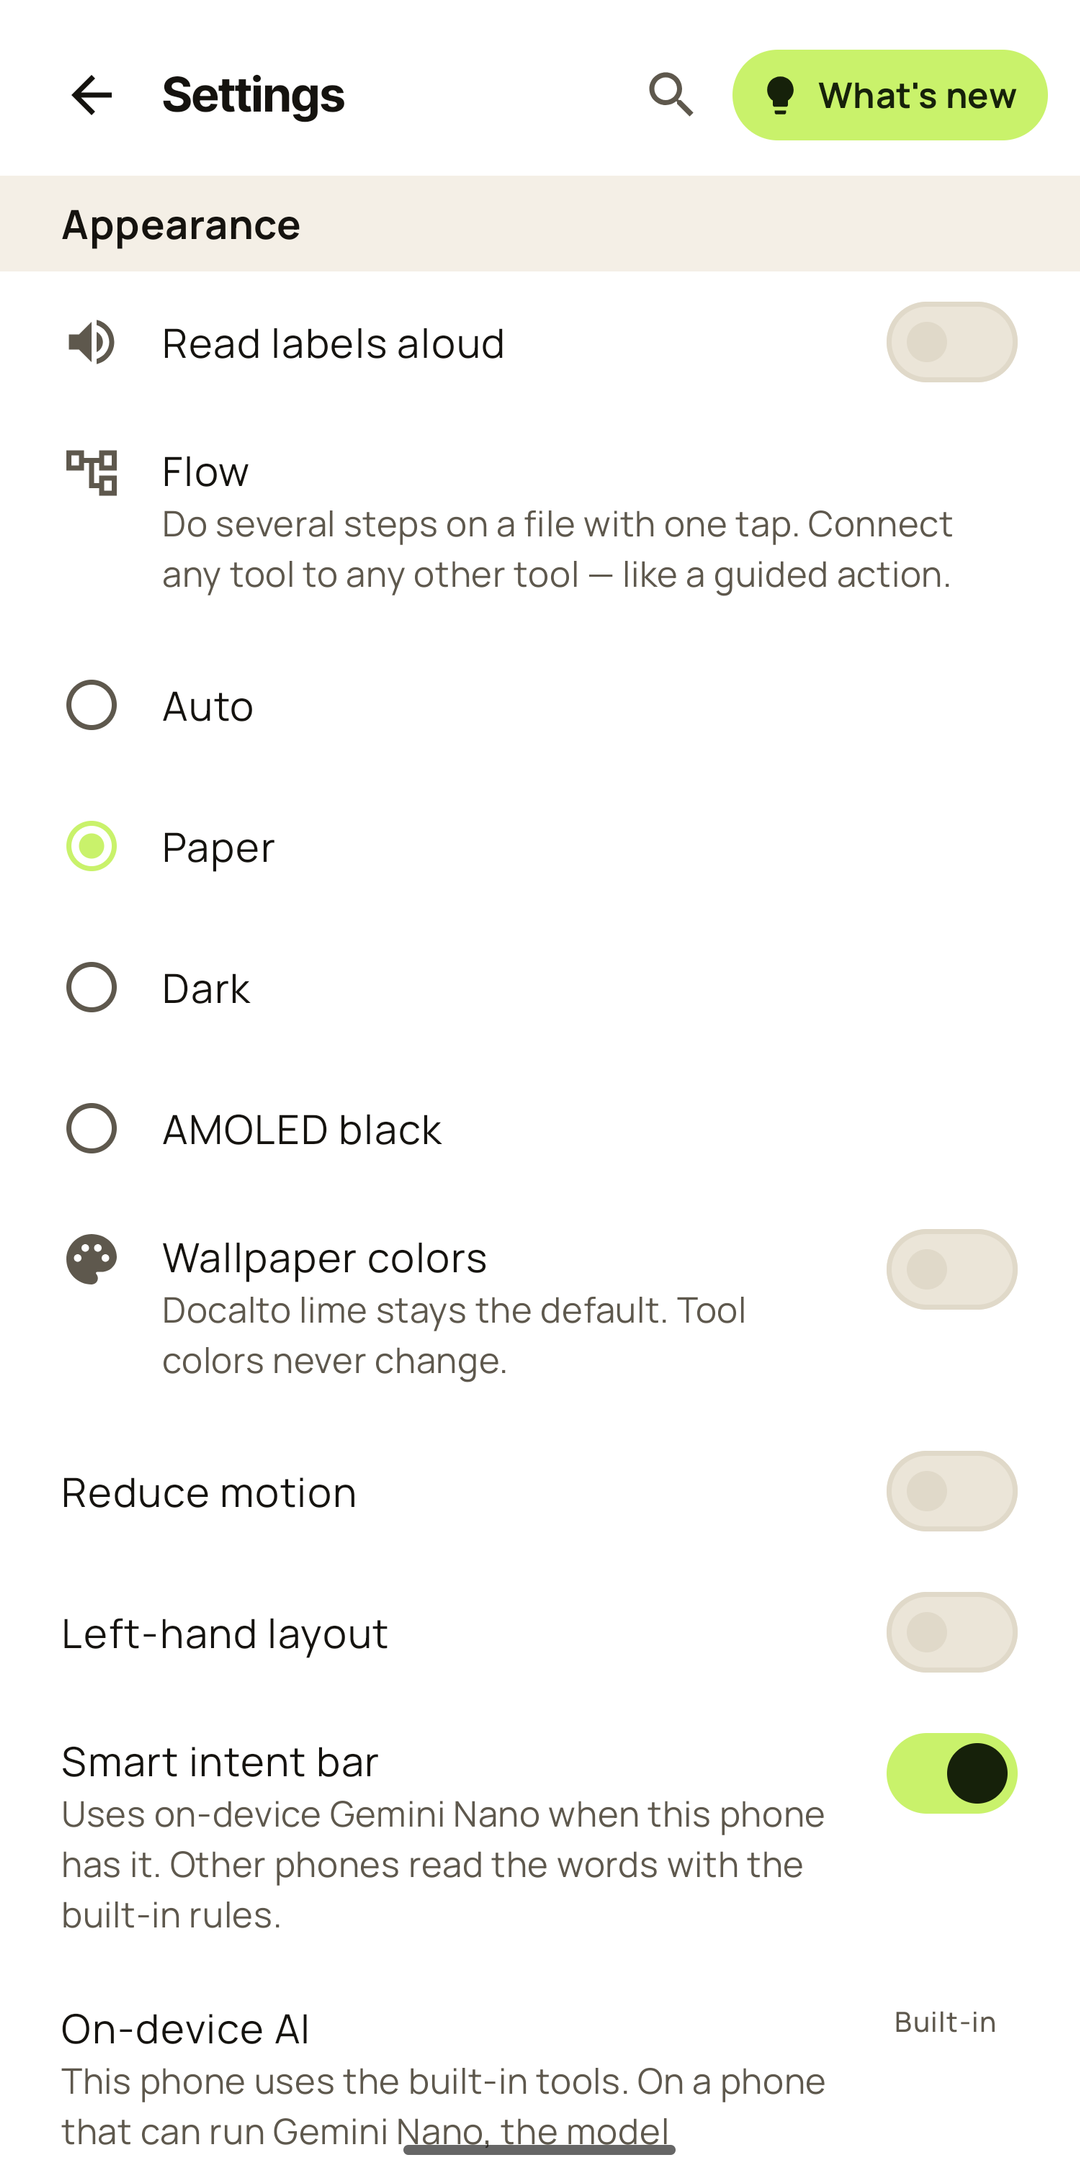 Settings
What's new
Appearance
Read labels aloud
Flow
Do several steps on a file with one tap. Connect
any tool to any other tool — like a guided action.
Auto
Paper
Dark
AMOLED black
Wallpaper colors
Docalto lime stays the default. Tool
colors never change.
Reduce motion
Left-hand layout
Smart intent bar
Uses on-device Gemini Nano when this phone
has it. Other phones read the words with the
built-in rules.
On-device AI
Built-in
This phone uses the built-in tools. On a phone
that can run Gemini Nano, the model